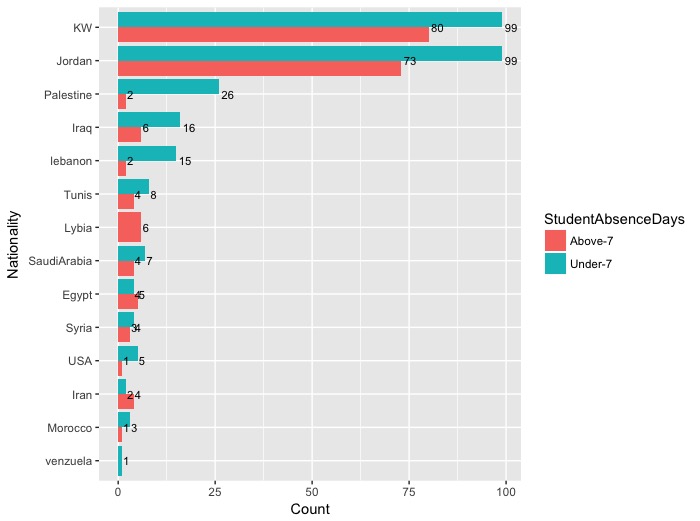 KW 80 99
Jordan 73 99
Palestine 2 26
Iraq 6 16
lebanon 2 15
Tunis 4 8
Lybia 6
SaudiArabia 4 7
Egypt 4 5
Syria 3 4
USA 1 5
Iran 2 4
Morocco 1 3
venzuela 1
0 25 50 75 100
Count
Nationality
StudentAbsenceDays
Above-7
Under-7